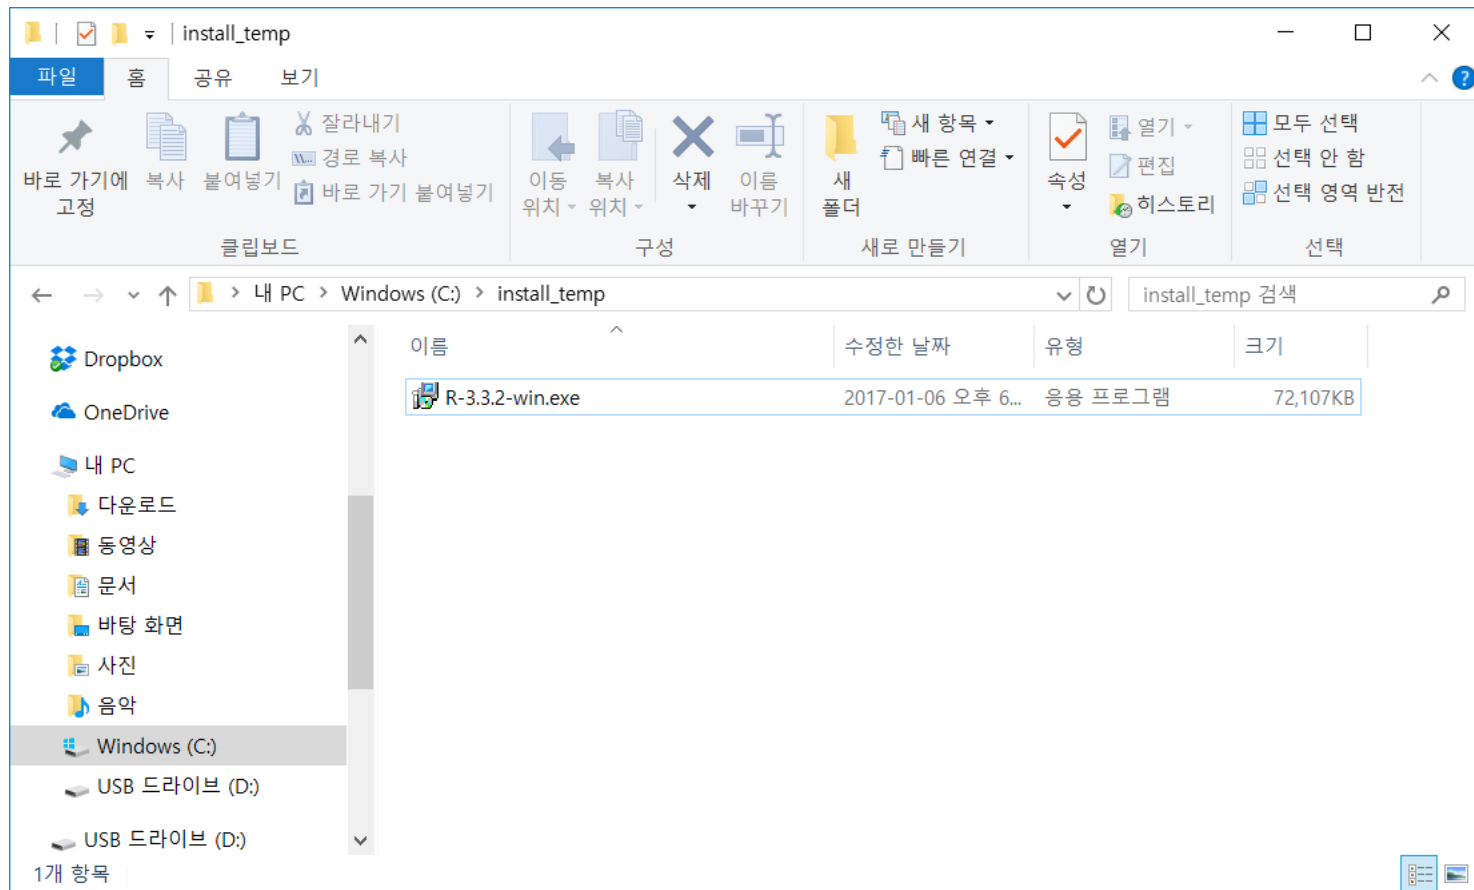 install_temp
파일 홈 공유 보기
바로 가기에 고정
복사
붙여넣기
잘라내기
경로 복사
바로 가기 붙여넣기
클립보드
이동 위치
복사 위치
삭제
이름 바꾸기
구성
새 폴더
새 항목
빠른 연결
새로 만들기
속성
열기
편집
히스토리
열기
모두 선택
선택 안 함
선택 영역 반전
선택
내 PC > Windows (C:) > install_temp
install_temp 검색
Dropbox
OneDrive
내 PC
다운로드
동영상
문서
바탕 화면
사진
음악
Windows (C:)
USB 드라이브 (D:)
USB 드라이브 (D:)
이름 수정한 날짜 유형 크기
R-3.3.2-win.exe 2017-01-06 오후 6... 응용 프로그램 72,107KB
1개 항목